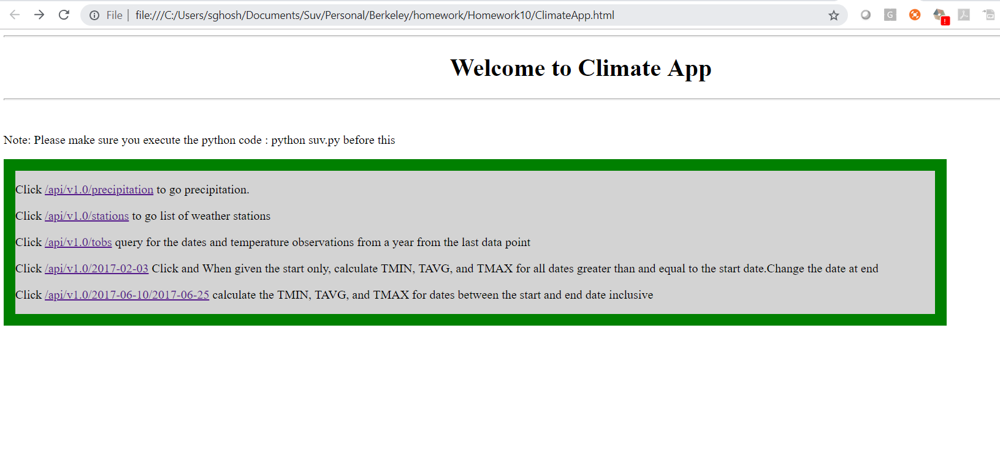 File | file:///C:/Users/sghosh/Documents/Suv/Personal/Berkeley/homework/Homework10/ClimateApp.html
Welcome to Climate App
Note: Please make sure you execute the python code : python suv.py before this
Click /api/v1.0/precipitation to go precipitation.
Click /api/v1.0/stations to go list of weather stations
Click /api/v1.0/tobs query for the dates and temperature observations from a year from the last data point
Click /api/v1.0/2017-02-03 Click and When given the start only, calculate TMIN, TAVG, and TMAX for all dates greater than and equal to the start date.Change the date at end
Click /api/v1.0/2017-06-10/2017-06-25 calculate the TMIN, TAVG, and TMAX for dates between the start and end date inclusive